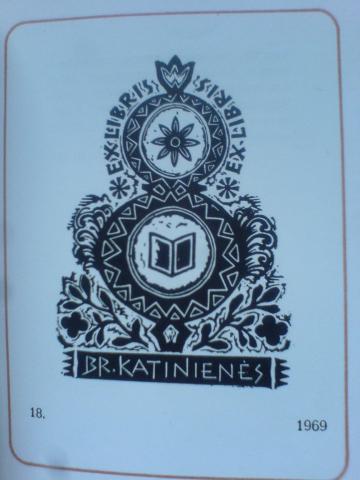 EX·LIBRIS
EX·LIBRIS
BR.KATINIENĖS
18.
1969